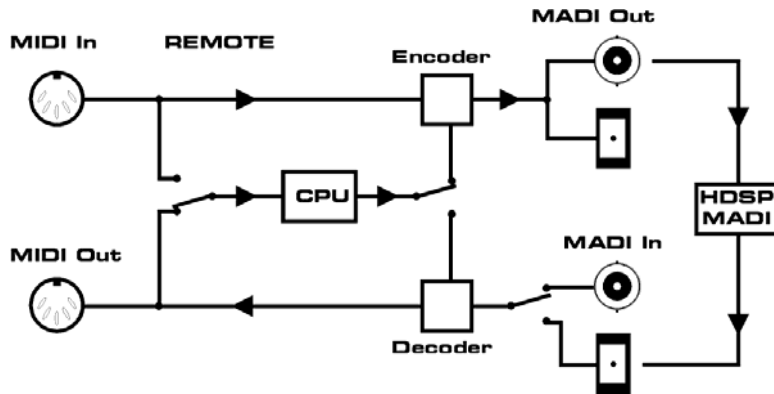 MIDI In
REMOTE
MADI Out
Encoder
CPU
HDSP
MADI
MIDI Out
MADI In
Decoder